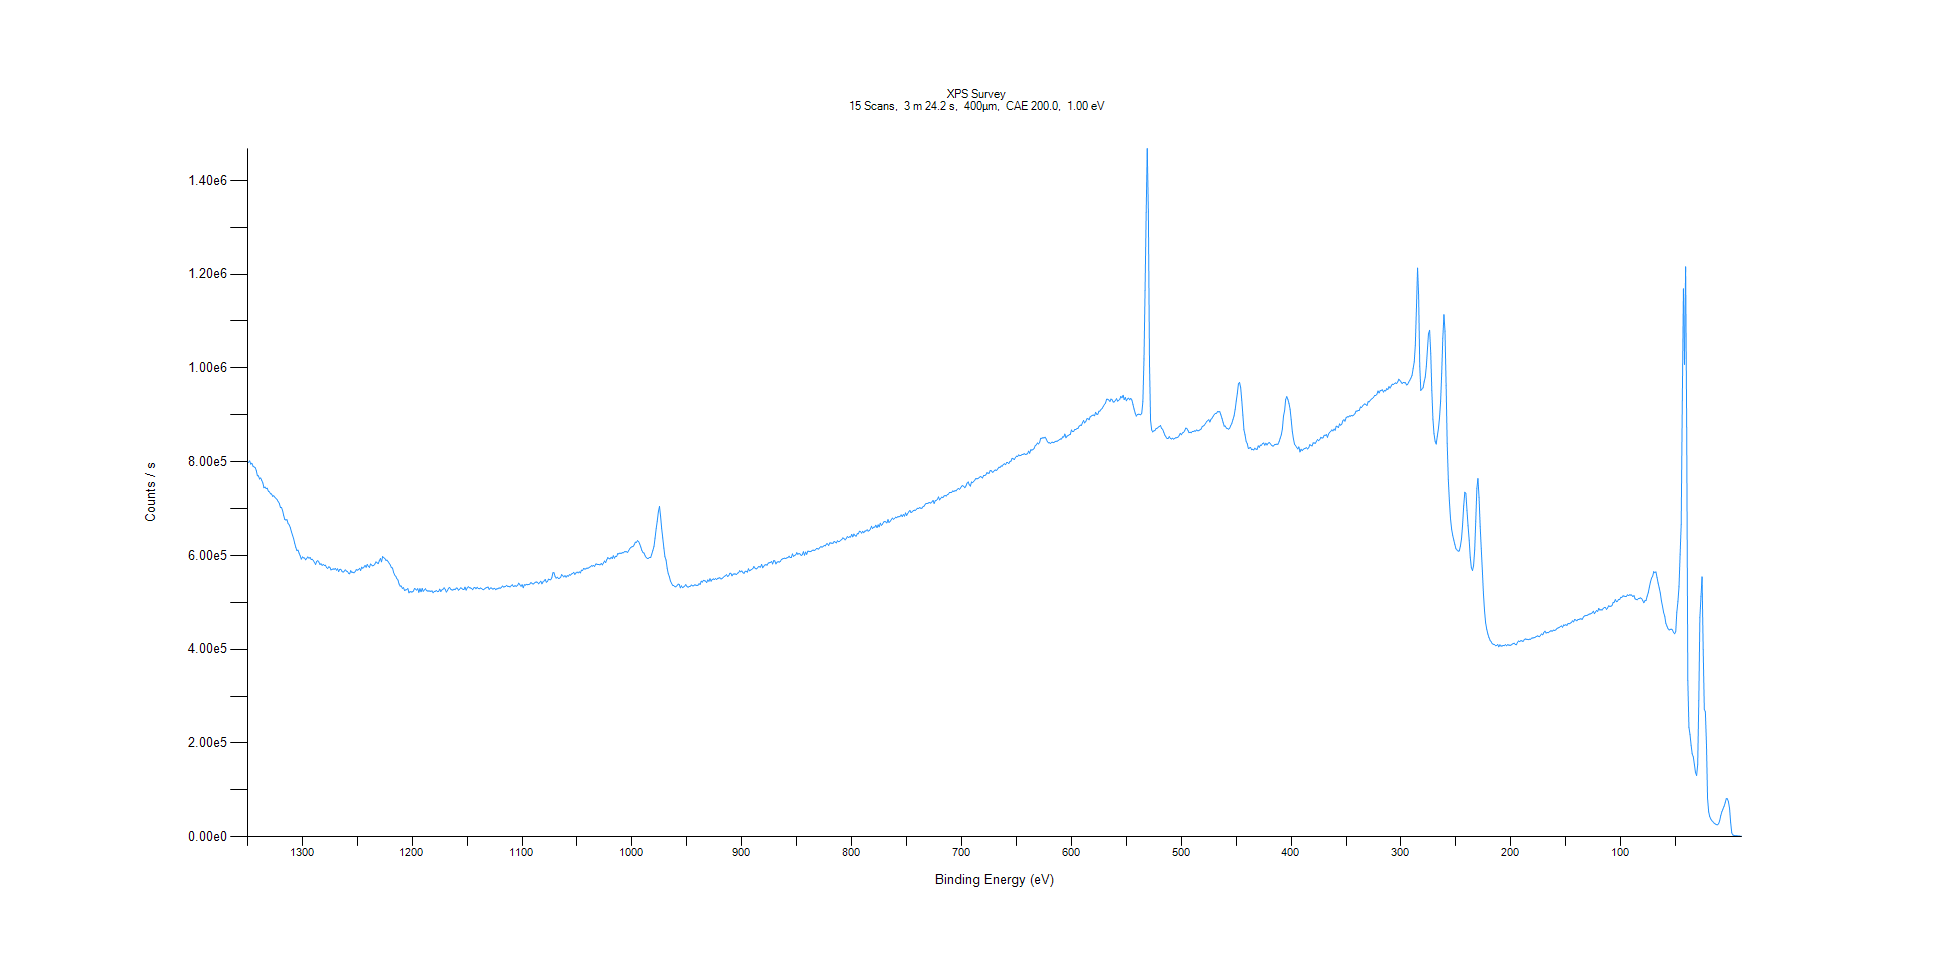 XPS Survey
15 Scans, 3 m 24.2 s, 400µm, CAE 200.0, 1.00 eV
1.40e6
1.20e6
1.00e6
8.00e5
6.00e5
4.00e5
2.00e5
0.00e0
Counts / s
1300 1200 1100 1000 900 800 700 600 500 400 300 200 100
Binding Energy (eV)